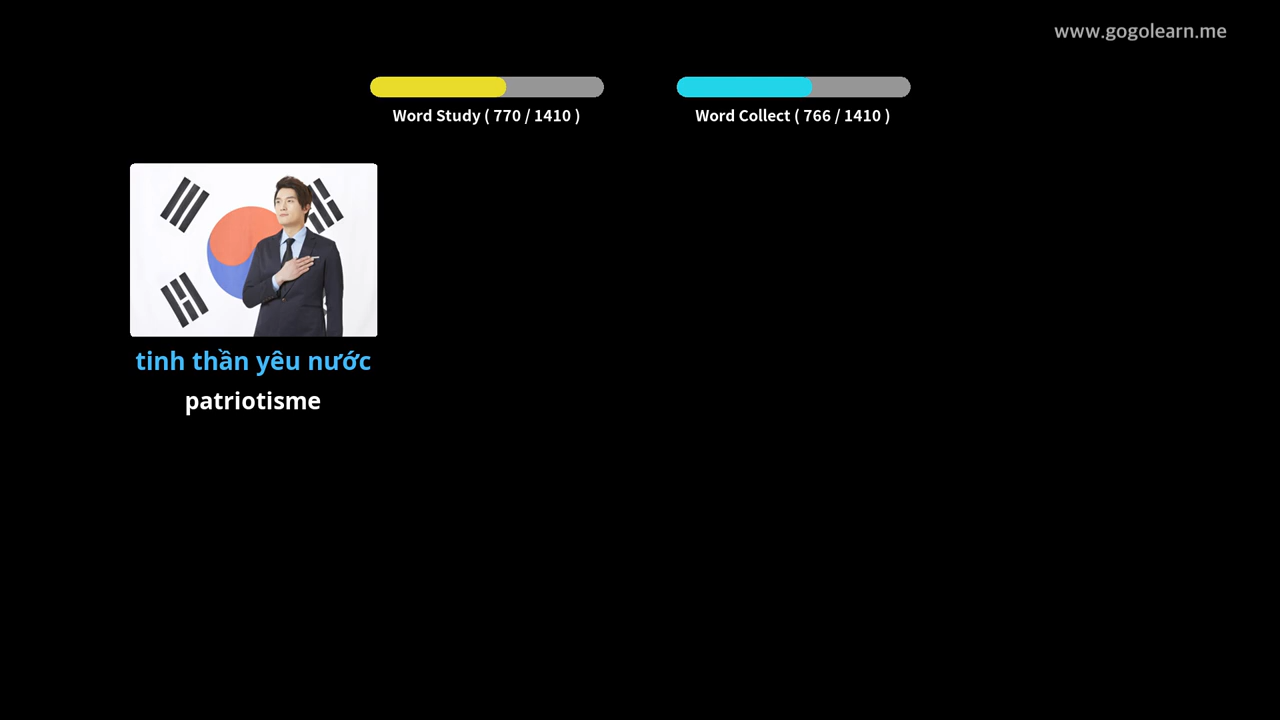 www.gogolearn.me
Word Study ( 770 / 1410 )
Word Collect ( 766 / 1410 )
tinh thần yêu nước
patriotisme